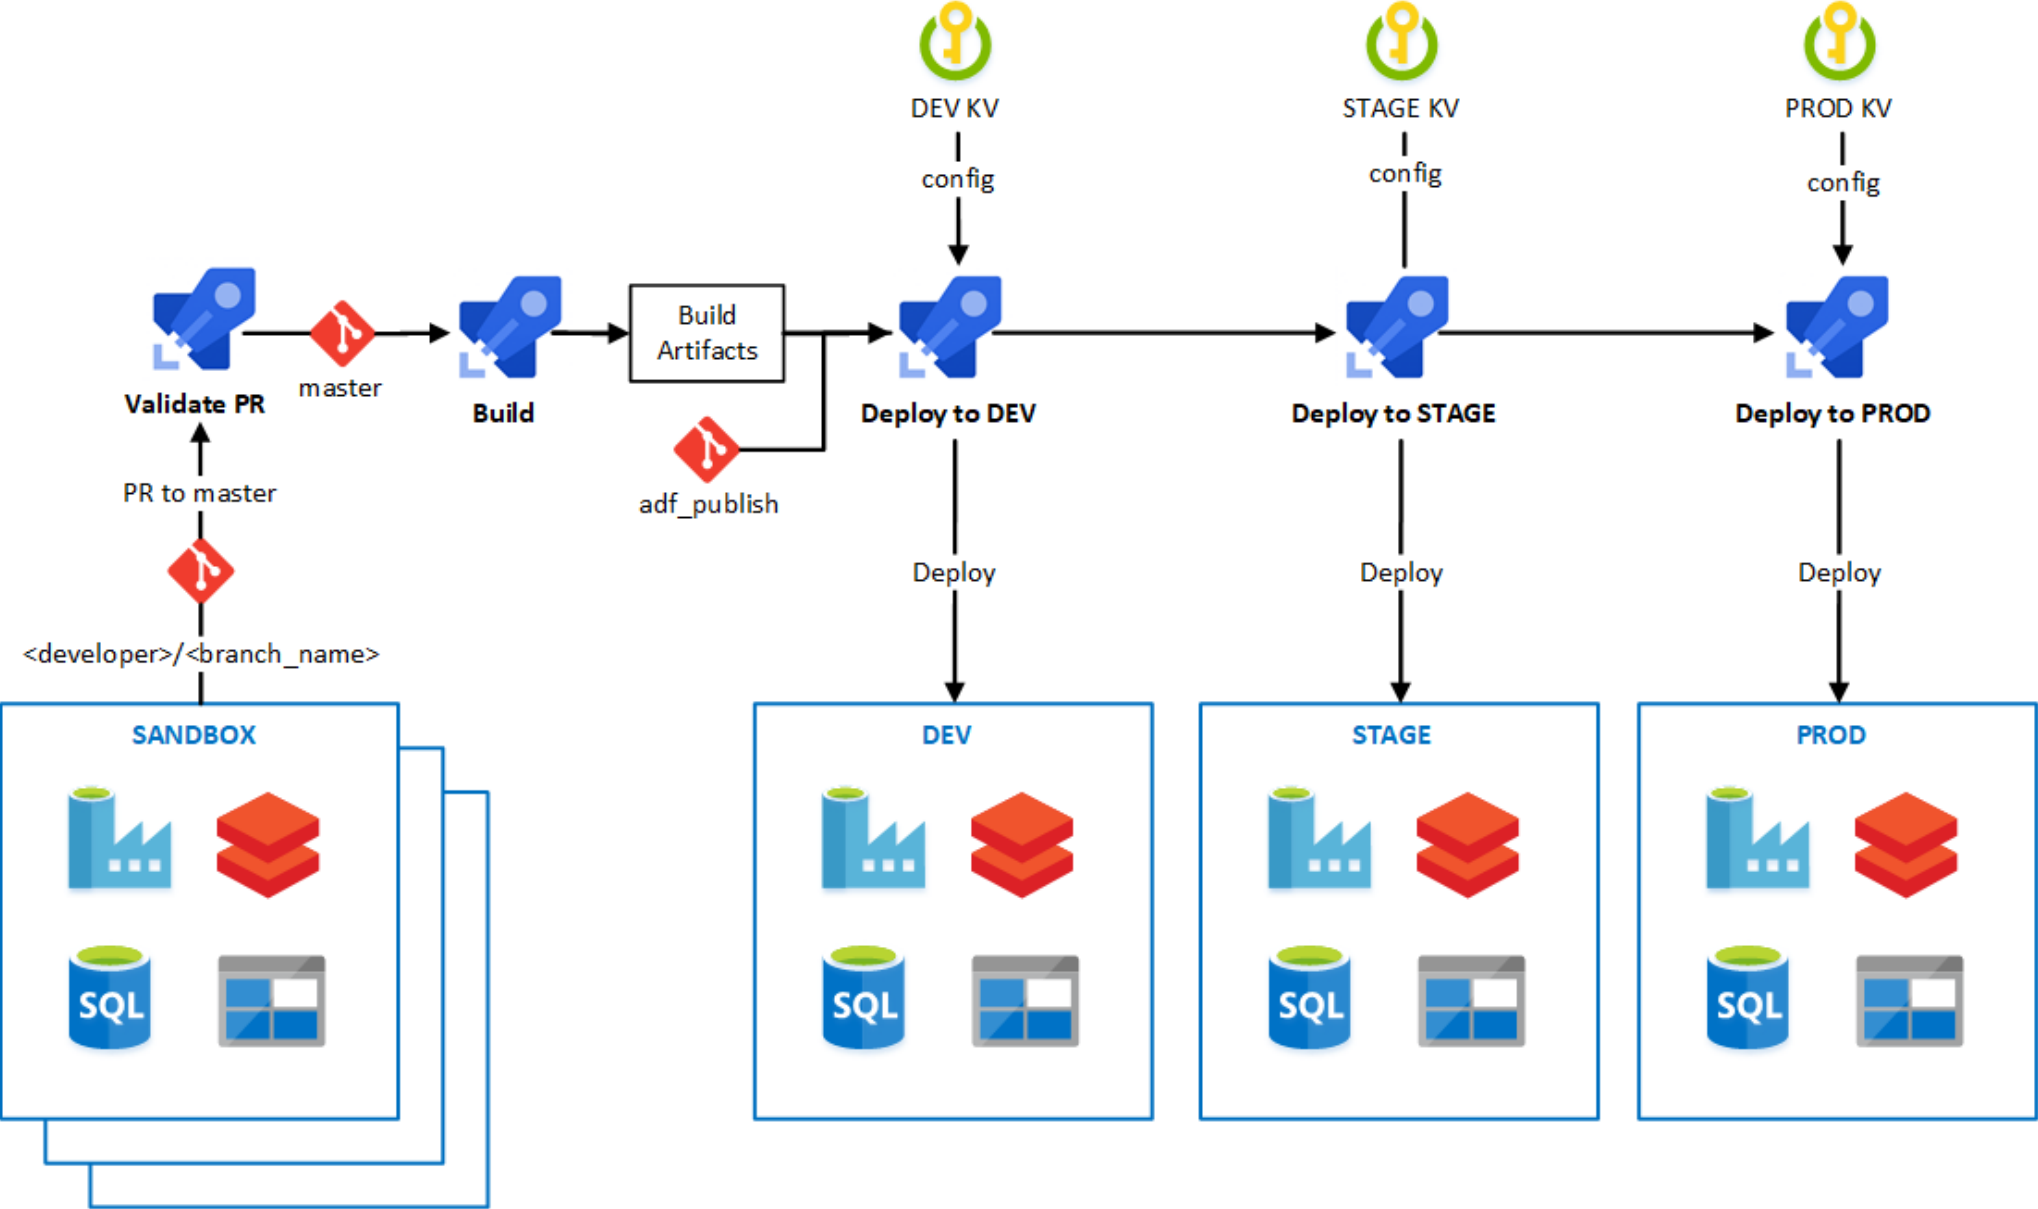 DEV KV
STAGE KV
PROD KV
config
config
config
Build
Artifacts
master
Validate PR
Build
Deploy to DEV
Deploy to STAGE
Deploy to PROD
PR to master
adf_publish
Deploy
Deploy
Deploy
<developer>/<branch_name>
SANDBOX
DEV
STAGE
PROD
SQL
SQL
SQL
SQL